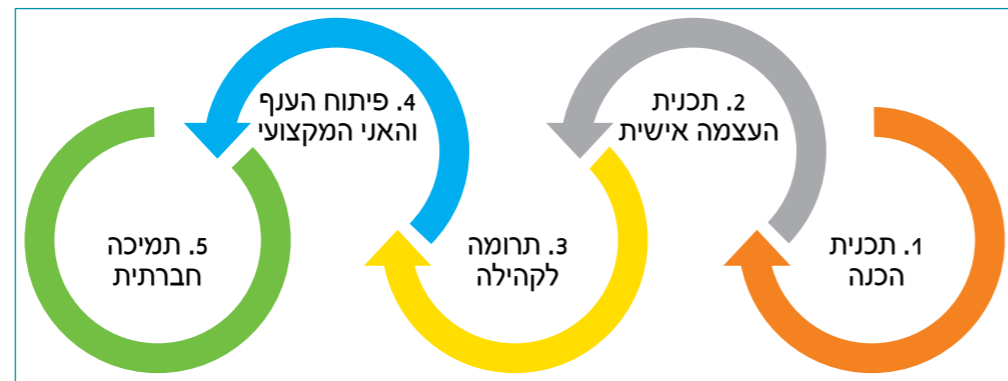 1. תכנית
הכנה
2. תכנית
העצמה אישית
3. תרומה
לקהילה
4. פיתוח הענף
והאני המקצועי
5. תמיכה
חברתית